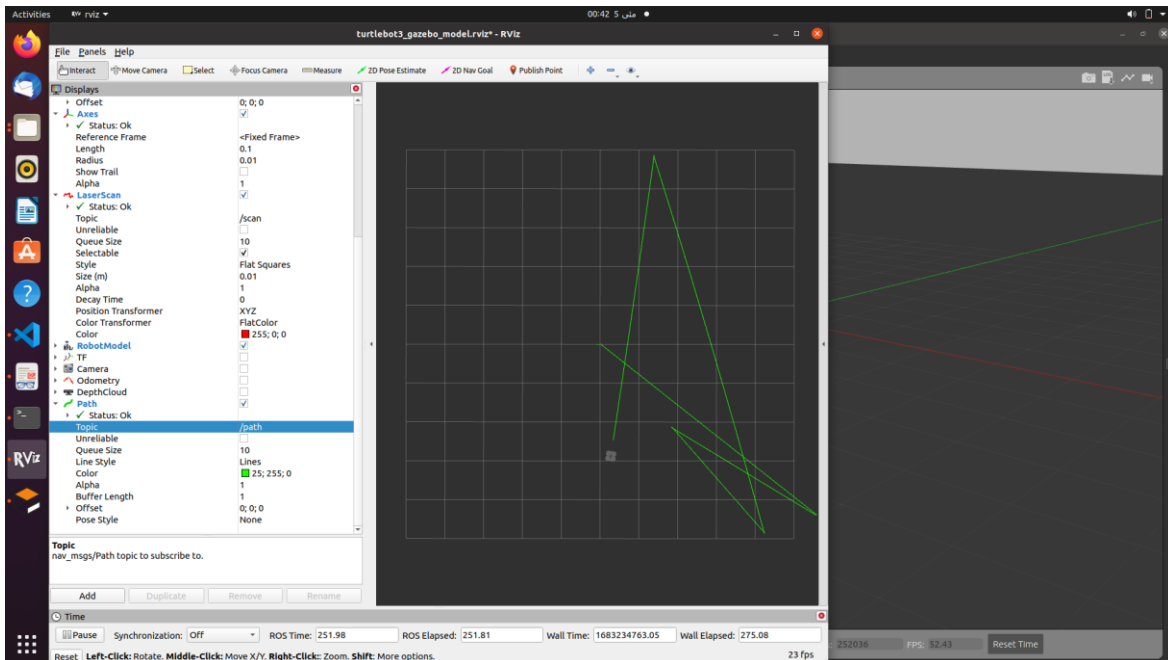 Activities
RViz rviz
00:42 5 مئی
turtlebot3_gazebo_model.rviz* - RViz
File Panels Help
Interact Move Camera Select Focus Camera Measure 2D Pose Estimate 2D Nav Goal Publish Point
Displays
Offset 0; 0; 0
Axes
Status: Ok
Reference Frame <Fixed Frame>
Length 0.1
Radius 0.01
Show Trail
Alpha 1
LaserScan
Status: Ok
Topic /scan
Unreliable
Queue Size 10
Selectable
Style Flat Squares
Size (m) 0.01
Alpha 1
Decay Time 0
Position Transformer XYZ
Color Transformer FlatColor
Color 255; 0; 0
RobotModel
TF
Camera
Odometry
DepthCloud
Path
Status: Ok
Topic /path
Unreliable
Queue Size 10
Line Style Lines
Color 25; 255; 0
Alpha 1
Buffer Length 1
Offset 0; 0; 0
Pose Style None
Topic
nav_msgs/Path topic to subscribe to.
Add Duplicate Remove Rename
Time
Pause Synchronization: Off ROS Time: 251.98 ROS Elapsed: 251.81 Wall Time: 1683234763.05 Wall Elapsed: 275.08
Reset Left-Click: Rotate. Middle-Click: Move X/Y. Right-Click:: Zoom. Shift: More options. 23 fps
RViz
252036 FPS: 52.43 Reset Time